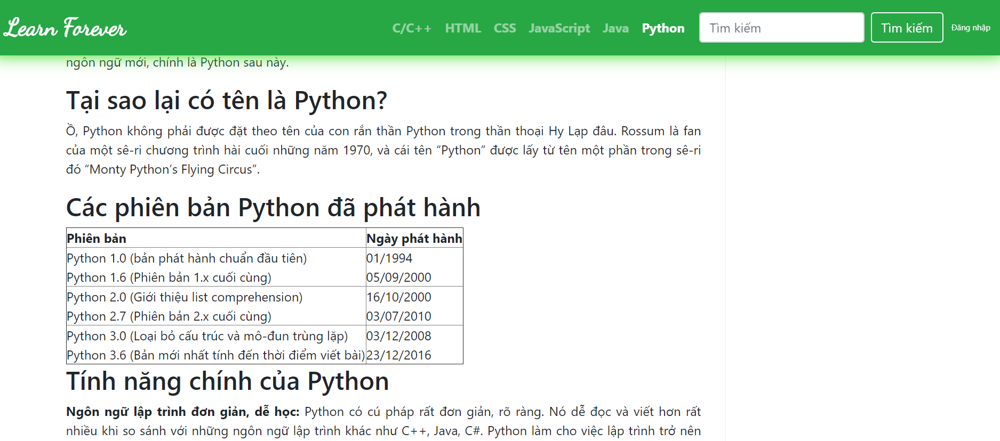 Learn Forever
C/C++ HTML CSS JavaScript Java Python Tìm kiếm Tìm kiếm Đăng nhập
ngôn ngữ mới, chính là Python sau này.
Tại sao lại có tên là Python?
Ồ, Python không phải được đặt theo tên của con rắn thần Python trong thần thoại Hy Lạp đâu. Rossum là fan
của một sê-ri chương trình hài cuối những năm 1970, và cái tên “Python” được lấy từ tên một phần trong sê-ri
đó “Monty Python’s Flying Circus”.
Các phiên bản Python đã phát hành
Phiên bản Ngày phát hành
Python 1.0 (bản phát hành chuẩn đầu tiên) 01/1994
Python 1.6 (Phiên bản 1.x cuối cùng) 05/09/2000
Python 2.0 (Giới thiệu list comprehension) 16/10/2000
Python 2.7 (Phiên bản 2.x cuối cùng) 03/07/2010
Python 3.0 (Loại bỏ cấu trúc và mô-đun trùng lặp) 03/12/2008
Python 3.6 (Bản mới nhất tính đến thời điểm viết bài) 23/12/2016
Tính năng chính của Python
Ngôn ngữ lập trình đơn giản, dễ học: Python có cú pháp rất đơn giản, rõ ràng. Nó dễ đọc và viết hơn rất
nhiều khi so sánh với những ngôn ngữ lập trình khác như C++, Java, C#. Python làm cho việc lập trình trở nên